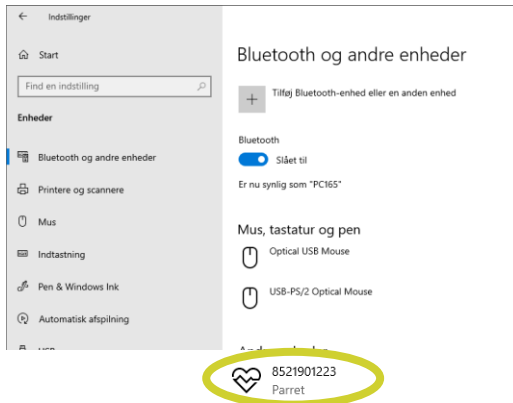 Indstillinger
Start
Find en indstilling
Enheder
Bluetooth og andre enheder
Printere og scannere
Mus
Indtastning
Pen & Windows Ink
Automatisk afspilning
Bluetooth og andre enheder
Tilføj Bluetooth-enhed eller en anden enhed
Bluetooth
Slået til
Er nu synlig som "PC165"
Mus, tastatur og pen
Optical USB Mouse
USB-PS/2 Optical Mouse
8521901223
Parret